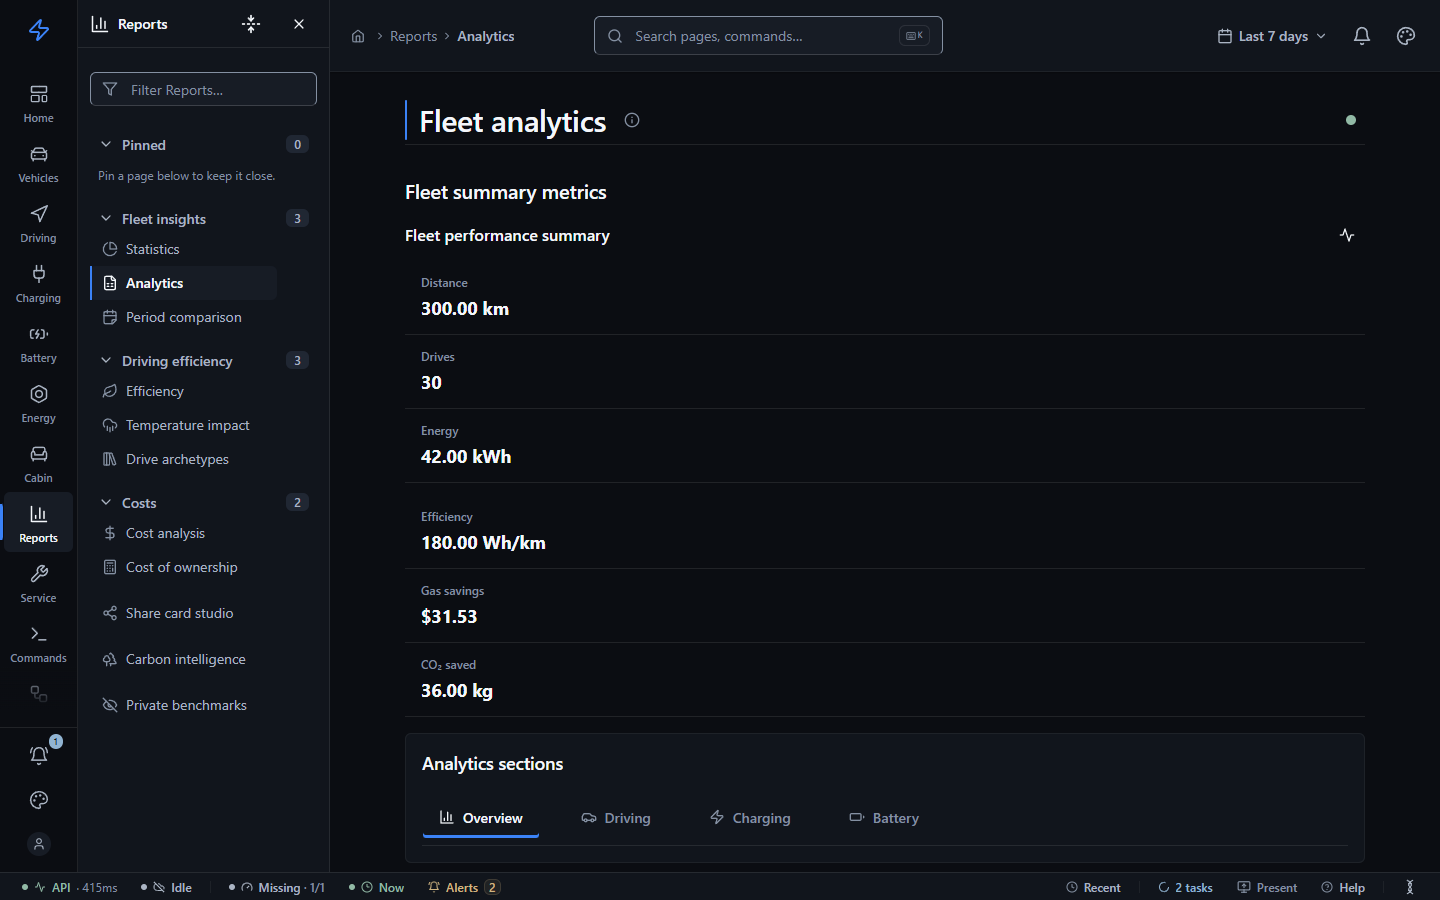 Home
Vehicles
Driving
Charging
Battery
Energy
Cabin
Reports
Service
Commands
1
Reports
Filter Reports...
Pinned 0
Pin a page below to keep it close.
Fleet insights 3
Statistics
Analytics
Period comparison
Driving efficiency 3
Efficiency
Temperature impact
Drive archetypes
Costs 2
Cost analysis
Cost of ownership
Share card studio
Carbon intelligence
Private benchmarks
Reports Analytics
Search pages, commands... K
Last 7 days
Fleet analytics
Fleet summary metrics
Fleet performance summary
Distance
300.00 km
Drives
30
Energy
42.00 kWh
Efficiency
180.00 Wh/km
Gas savings
$31.53
CO₂ saved
36.00 kg
Analytics sections
Overview Driving Charging Battery
API · 415ms Idle Missing · 1/1 Now Alerts 2 Recent 2 tasks Present Help